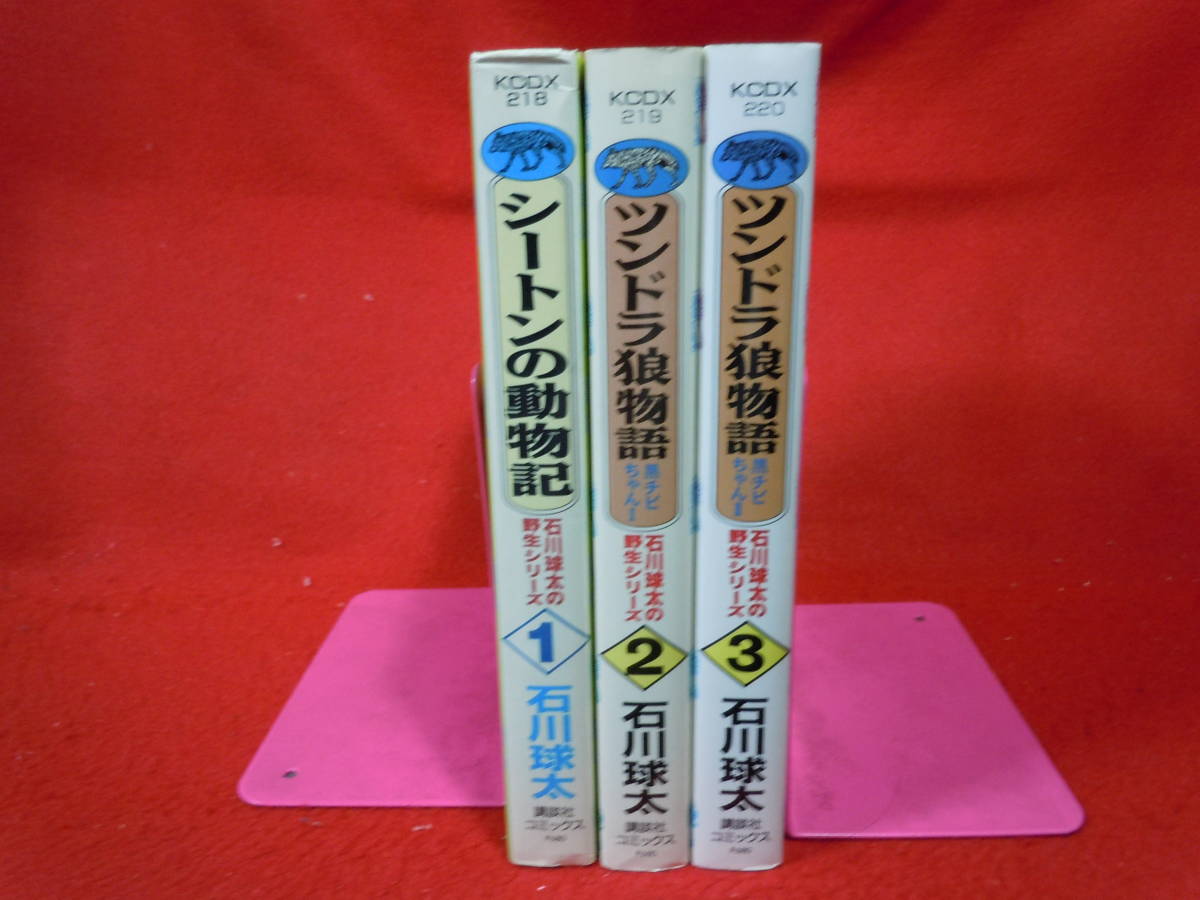 KCDX
218
シートンの動物記
石川球太の
野生シリーズ
1
石川球太
講談社
コミックス
KCDX
219
ツンドラ狼物語
黒チビ
ちゃんI
石川球太の
野生シリーズ
2
石川球太
講談社
コミックス
KCDX
220
ツンドラ狼物語
黒チビ
ちゃんII
石川球太の
野生シリーズ
3
石川球太
講談社
コミックス